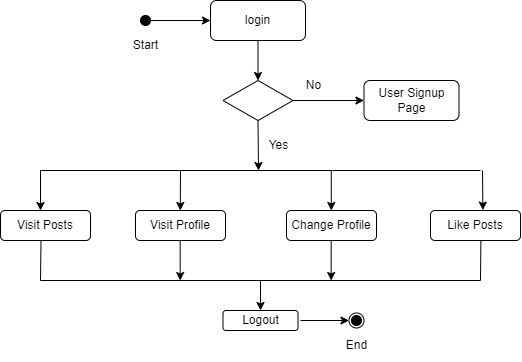 login
Start
No
User Signup
Page
Yes
Visit Posts
Visit Profile
Change Profile
Like Posts
Logout
End